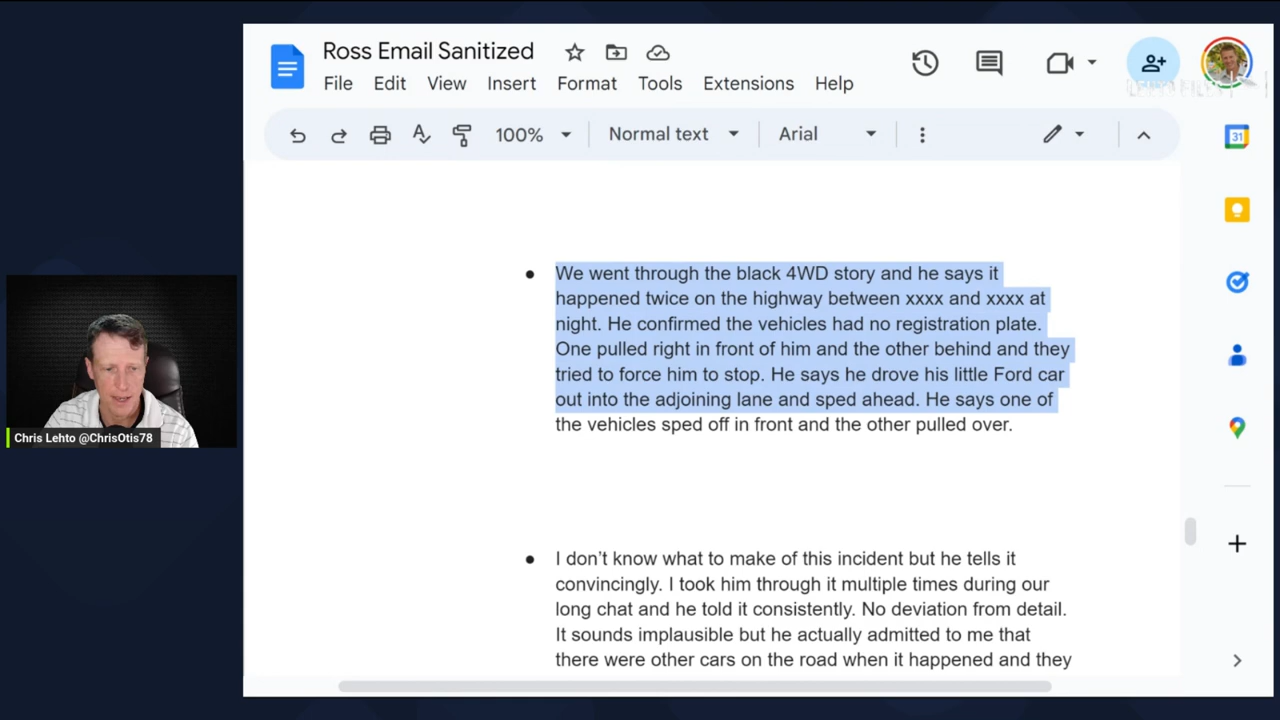 Ross Email Sanitized
File Edit View Insert Format Tools Extensions Help
100% Normal text Arial
31
● We went through the black 4WD story and he says it
happened twice on the highway between xxxx and xxxx at
night. He confirmed the vehicles had no registration plate.
One pulled right in front of him and the other behind and they
tried to force him to stop. He says he drove his little Ford car
out into the adjoining lane and sped ahead. He says one of
the vehicles sped off in front and the other pulled over.
● I don’t know what to make of this incident but he tells it
convincingly. I took him through it multiple times during our
long chat and he told it consistently. No deviation from detail.
It sounds implausible but he actually admitted to me that
there were other cars on the road when it happened and they
Chris Lehto @ChrisOtis78